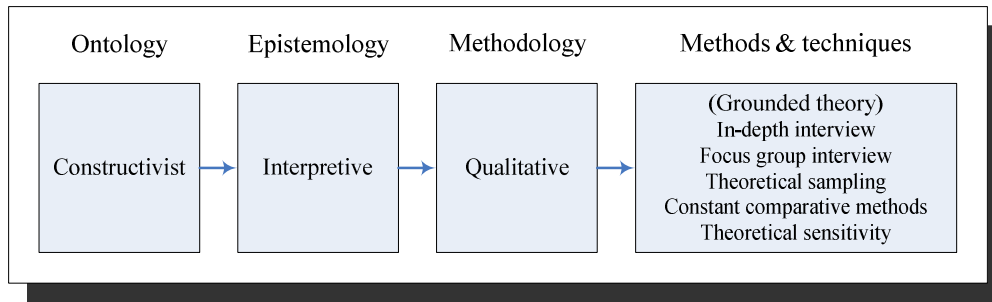 Ontology
Epistemology
Methodology
Methods & techniques
Constructivist
Interpretive
Qualitative
(Grounded theory)
In-depth interview
Focus group interview
Theoretical sampling
Constant comparative methods
Theoretical sensitivity